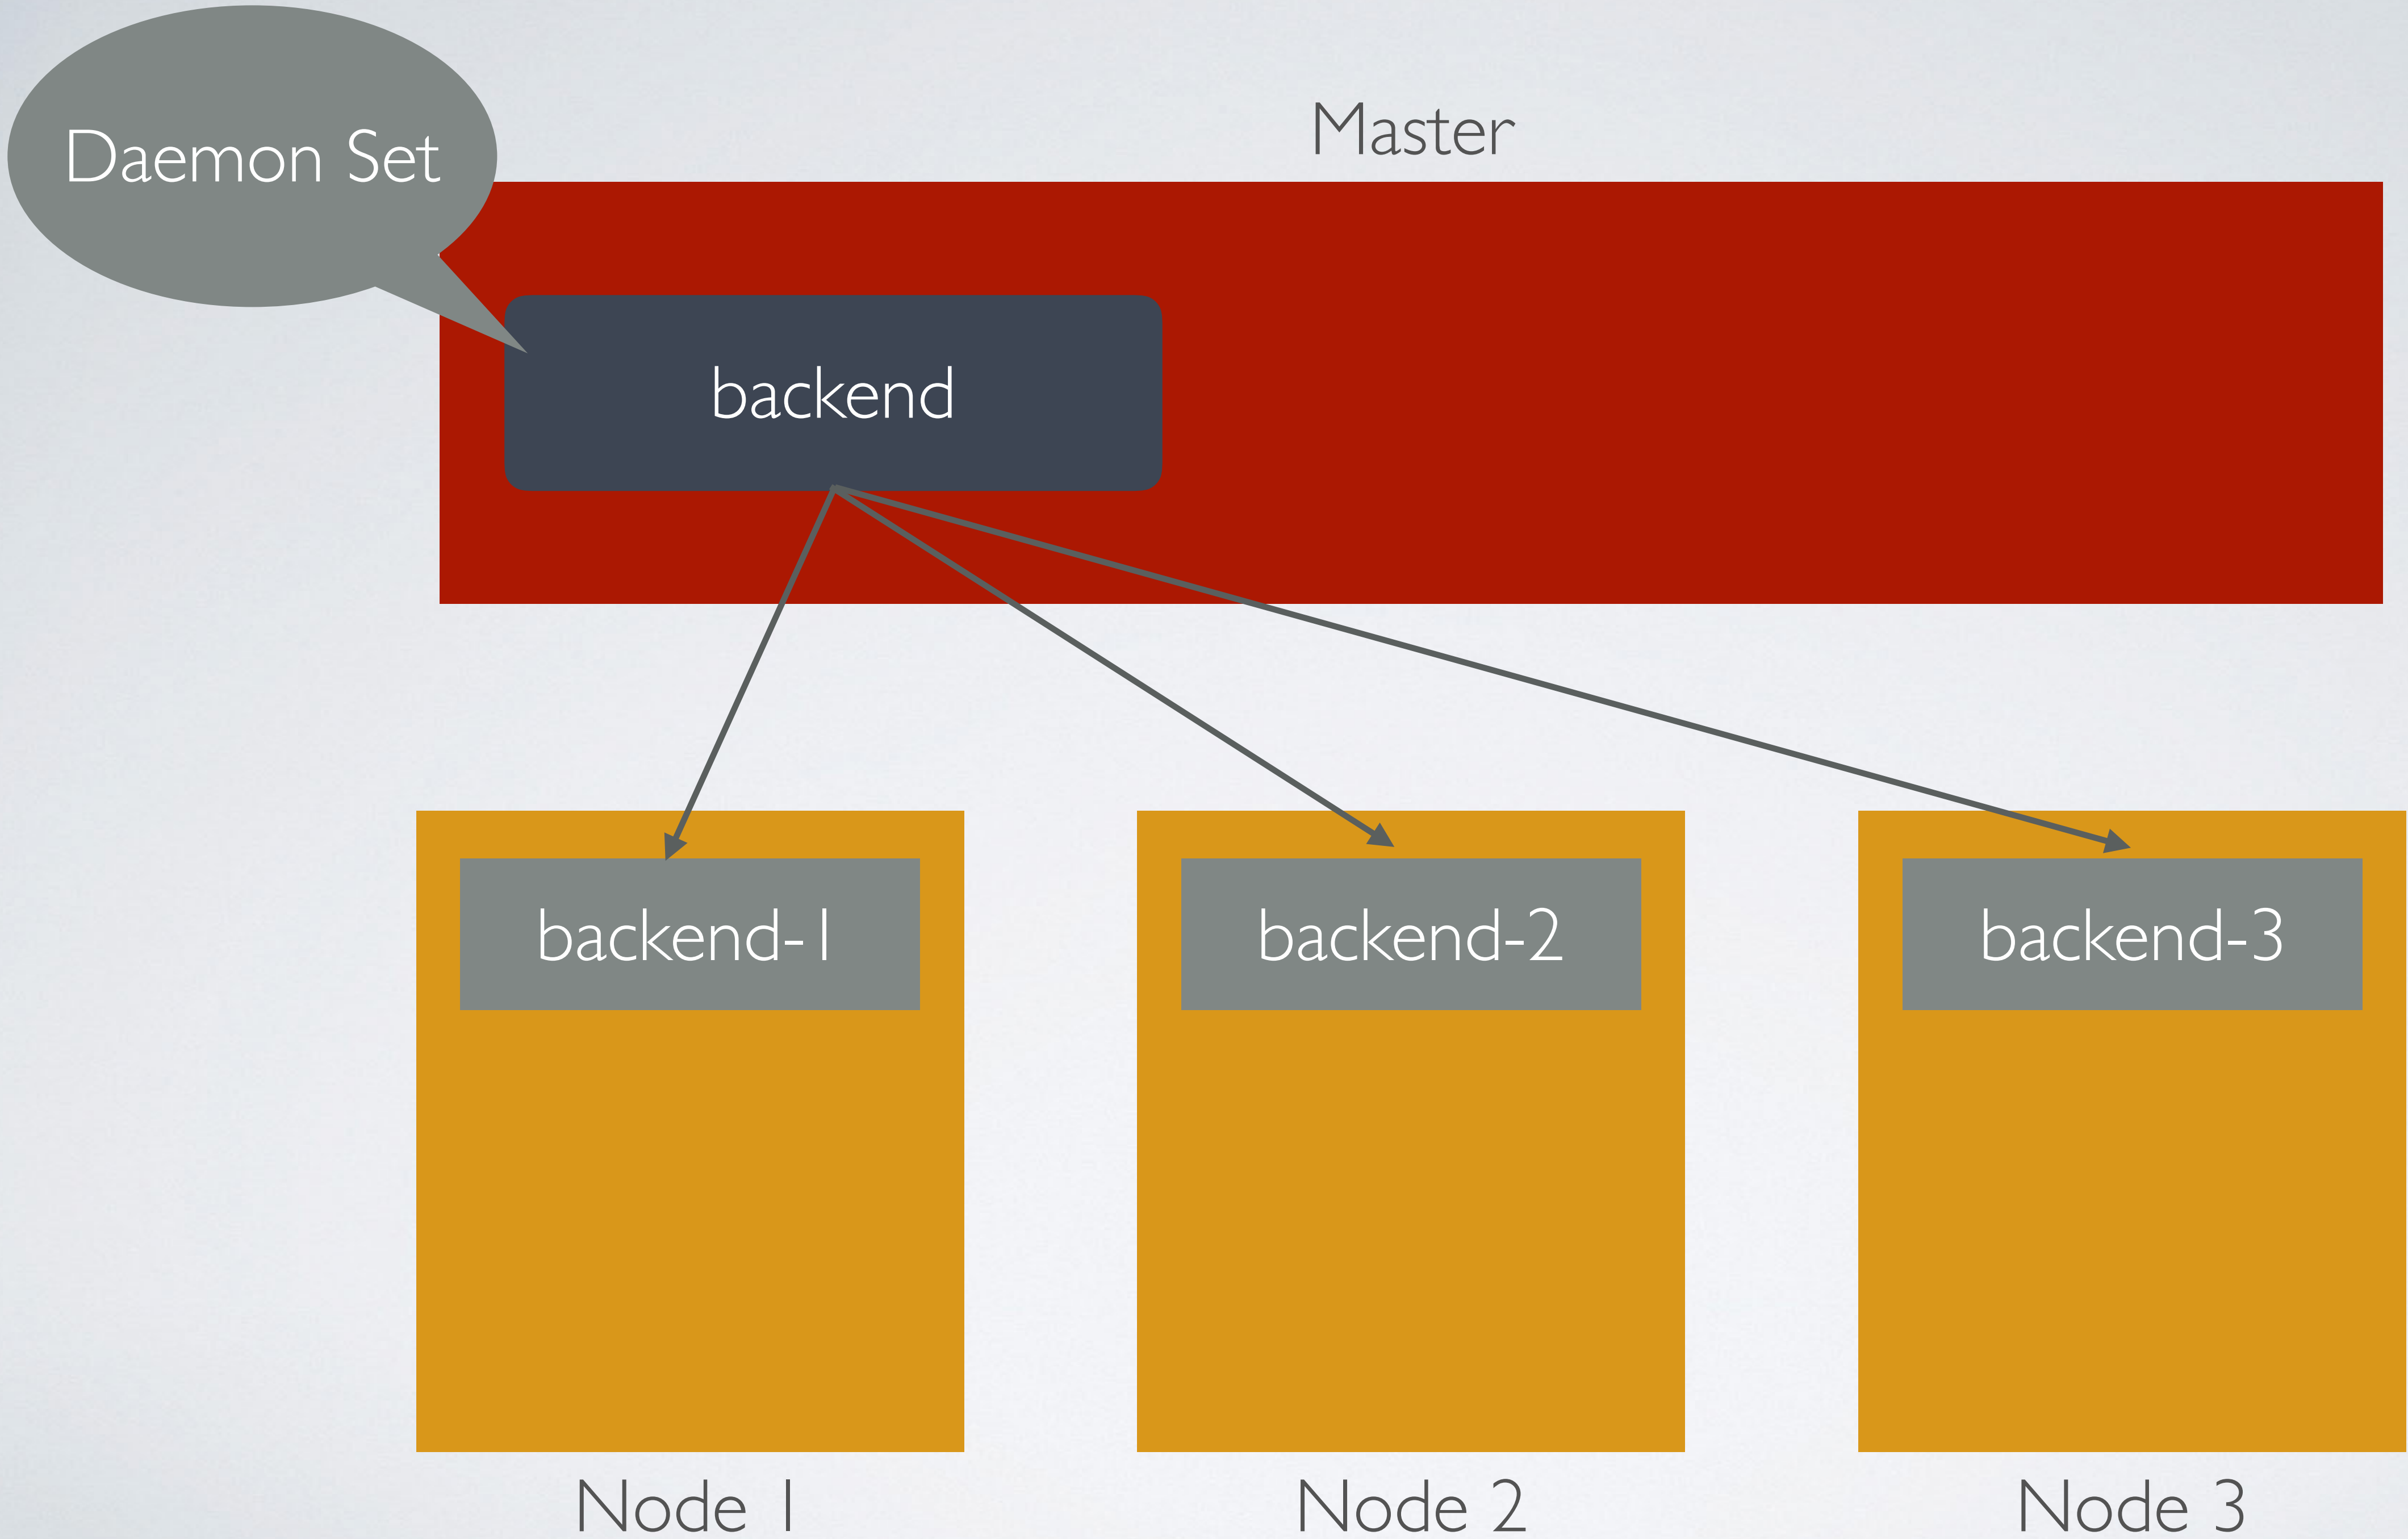 Daemon Set
Master
backend
backend-1
backend-2
backend-3
Node 1
Node 2
Node 3